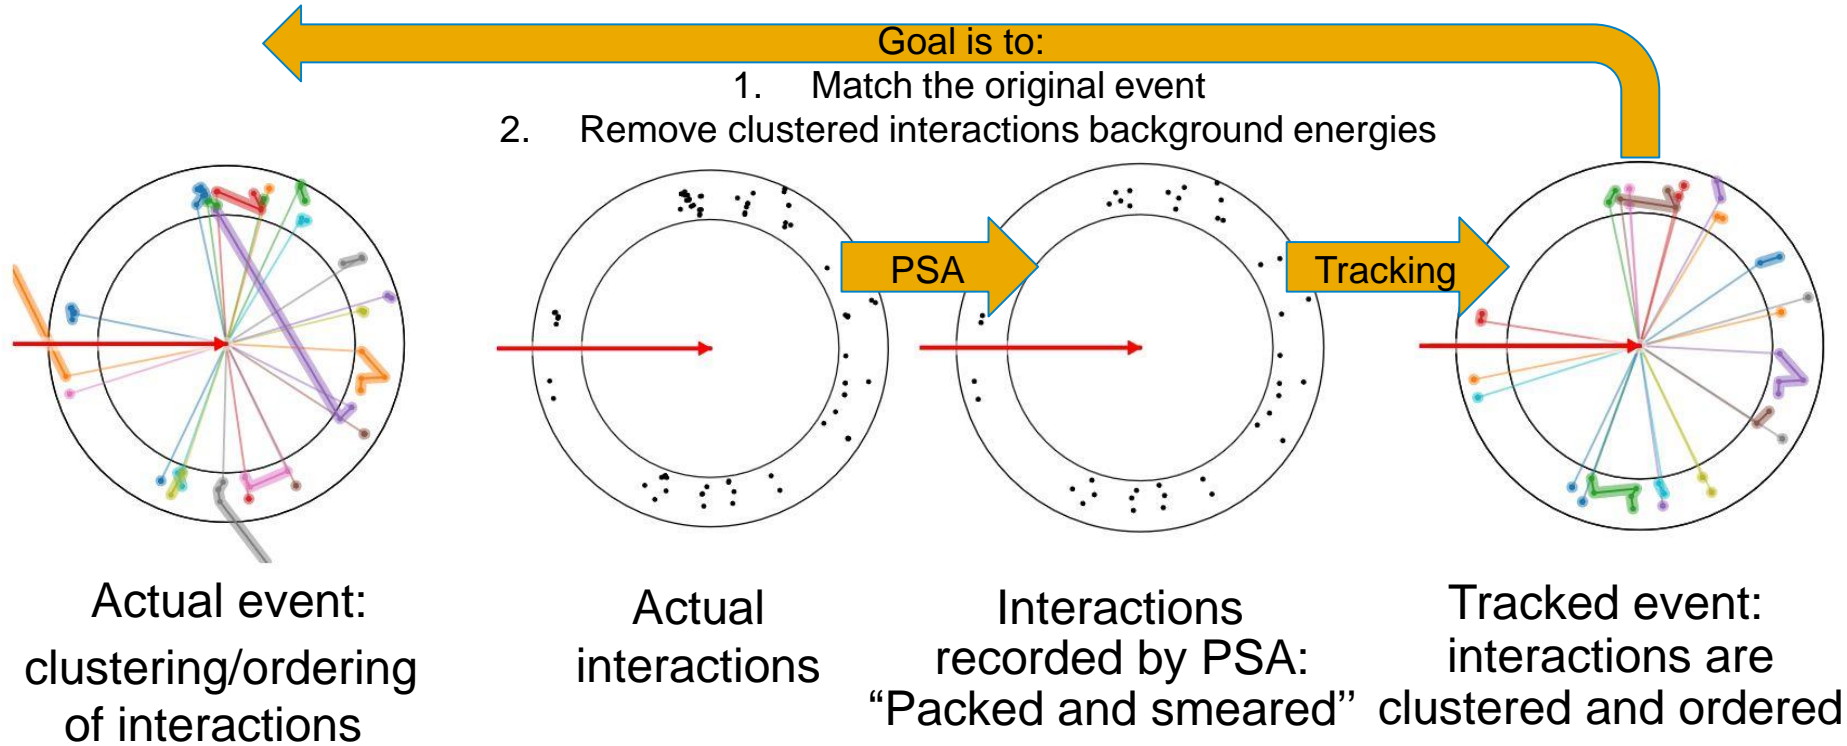 Goal is to:
1. Match the original event
2. Remove clustered interactions background energies
PSA
Tracking
Actual event:
clustering/ordering
of interactions
Actual
interactions
Interactions
recorded by PSA:
“Packed and smeared’’
Tracked event:
interactions are
clustered and ordered